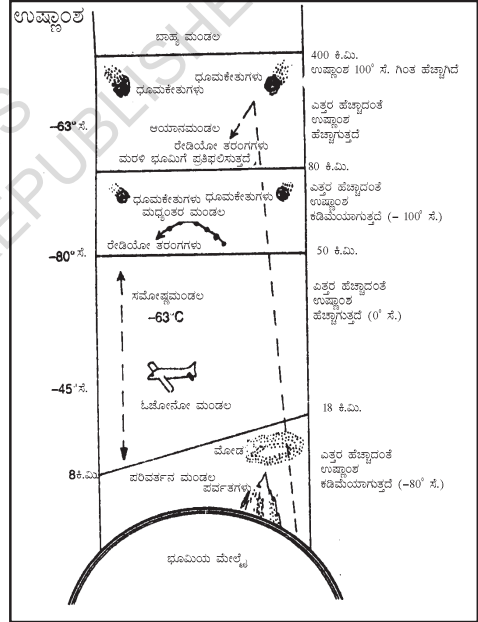 ಉಷ್ಣಾಂಶ
ಬಾಹ್ಯ ಮಂಡಲ
400 ಕಿ.ಮಿ.
ಉಷ್ಣಾಂಶ 100° ಸೆ. ಗಿಂತ ಹೆಚ್ಚಾಗಿದೆ
ಧೂಮಕೇತುಗಳು
ಧೂಮಕೇತುಗಳು
–63° ಸೆ.
ಆಯಾನಮಂಡಲ
ರೇಡಿಯೋ ತರಂಗಗಳು
ಮರಳಿ ಭೂಮಿಗೆ ಪ್ರತಿಫಲಿಸುತ್ತದೆ
ಎತ್ತರ ಹೆಚ್ಚಾದಂತೆ
ಉಷ್ಣಾಂಶ
ಹೆಚ್ಚಾಗುತ್ತದೆ
80 ಕಿ.ಮಿ.
ಧೂಮಕೇತುಗಳು ಧೂಮಕೇತುಗಳು
ಮಧ್ಯಂತರ ಮಂಡಲ
ರೇಡಿಯೋ ತರಂಗಗಳು
ಎತ್ತರ ಹೆಚ್ಚಾದಂತೆ
ಉಷ್ಣಾಂಶ
ಕಡಿಮೆಯಾಗುತ್ತದೆ (– 100° ಸೆ.)
–80° ಸೆ.
50 ಕಿ.ಮಿ.
ಸಮೋಷ್ಣಮಂಡಲ
–63°C
ಎತ್ತರ ಹೆಚ್ಚಾದಂತೆ
ಉಷ್ಣಾಂಶ
ಹೆಚ್ಚಾಗುತ್ತದೆ (0° ಸೆ.)
–45° ಸೆ.
ಓಜೋನೋ ಮಂಡಲ
18 ಕಿ.ಮಿ.
ಮೋಡ
ಎತ್ತರ ಹೆಚ್ಚಾದಂತೆ
ಉಷ್ಣಾಂಶ
ಕಡಿಮೆಯಾಗುತ್ತದೆ (–80° ಸೆ.)
8 ಕಿ.ಮಿ.
ಪರಿವರ್ತನ ಮಂಡಲ
ಪರ್ವತಗಳು
ಭೂಮಿಯ ಮೇಲ್ಮೈ